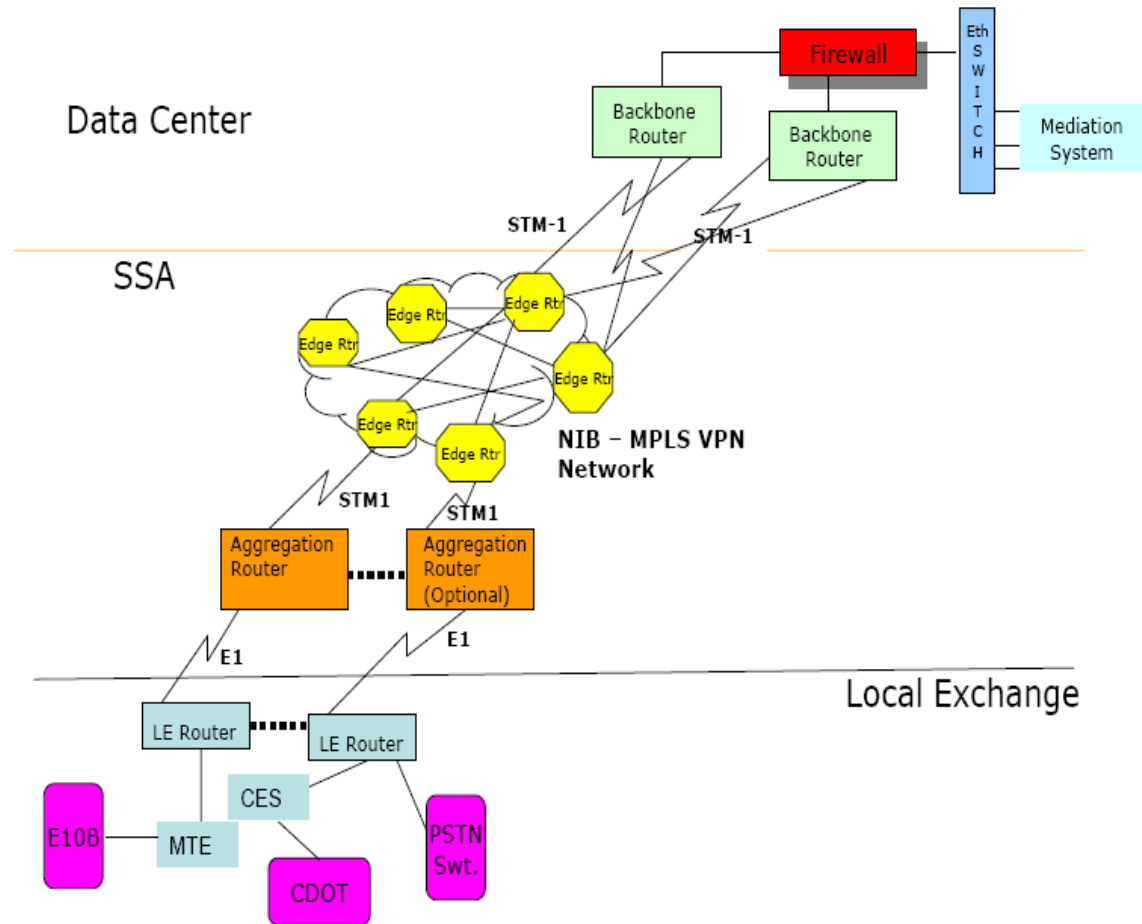 Eth
S
W
I
T
C
H
Firewall
Data Center
Backbone
Router
Backbone
Router
Mediation
System
STM-1
STM-1
SSA
Edge Rtr
Edge Rtr
Edge Rtr
Edge Rtr
Edge Rtr
Edge Rtr
NIB – MPLS VPN
Network
STM1
STM1
Aggregation
Router
Aggregation
Router
(Optional)
E1
E1
Local Exchange
LE Router
LE Router
CES
E10B
MTE
PSTN
Swt.
CDOT